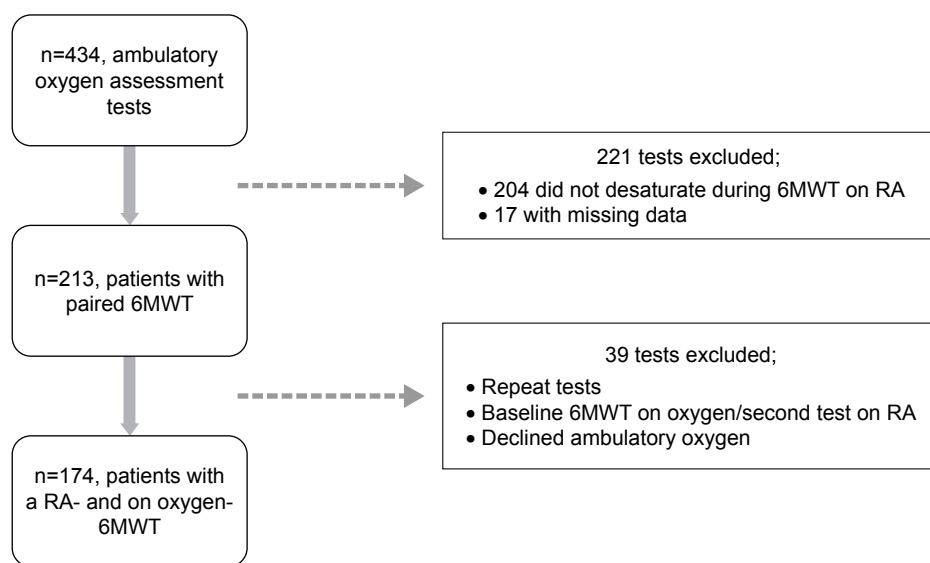 n=434, ambulatory
oxygen assessment
tests
221 tests excluded;
• 204 did not desaturate during 6MWT on RA
• 17 with missing data
n=213, patients with
paired 6MWT
39 tests excluded;
• Repeat tests
• Baseline 6MWT on oxygen/second test on RA
• Declined ambulatory oxygen
n=174, patients with
a RA- and on oxygen-
6MWT